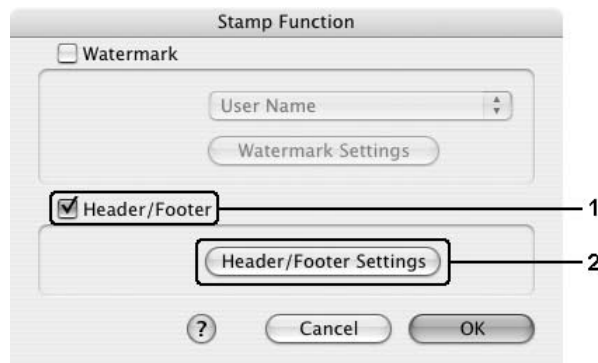 Stamp Function
Watermark
User Name
Watermark Settings
Header/Footer 1
Header/Footer Settings 2
? Cancel OK